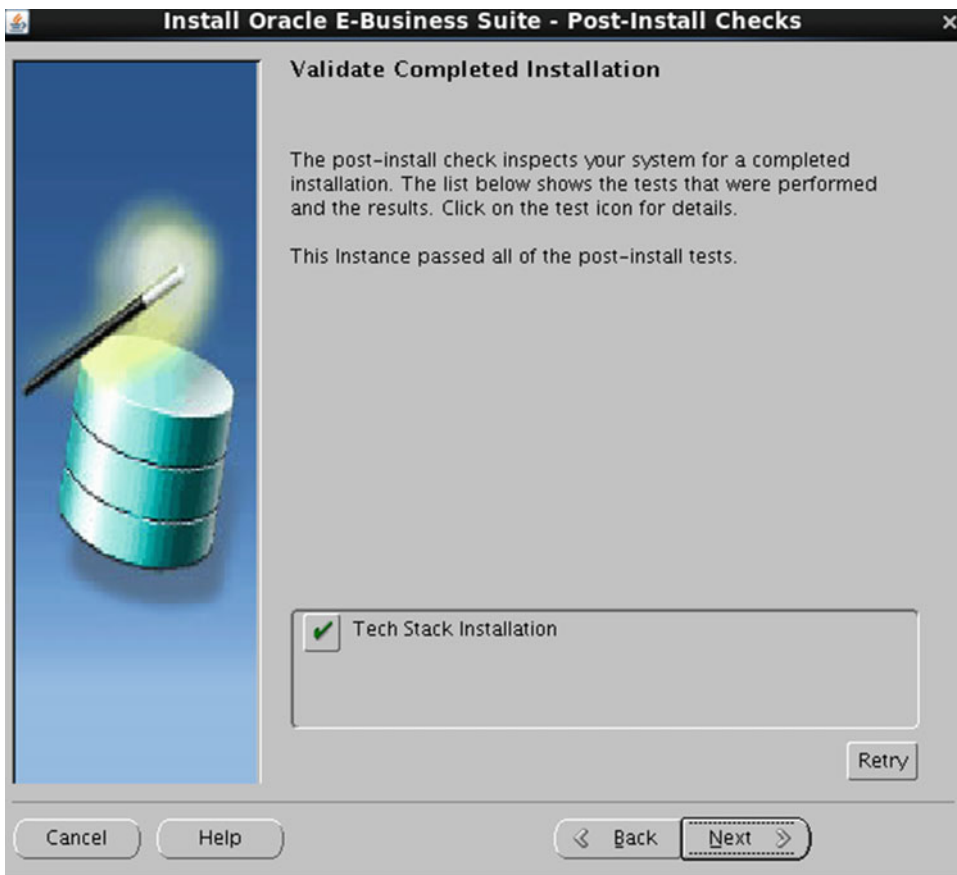 Install Oracle E-Business Suite - Post-Install Checks
Validate Completed Installation
The post-install check inspects your system for a completed
installation. The list below shows the tests that were performed
and the results. Click on the test icon for details.
This Instance passed all of the post-install tests.
Tech Stack Installation
Retry
Cancel
Help
Back
Next